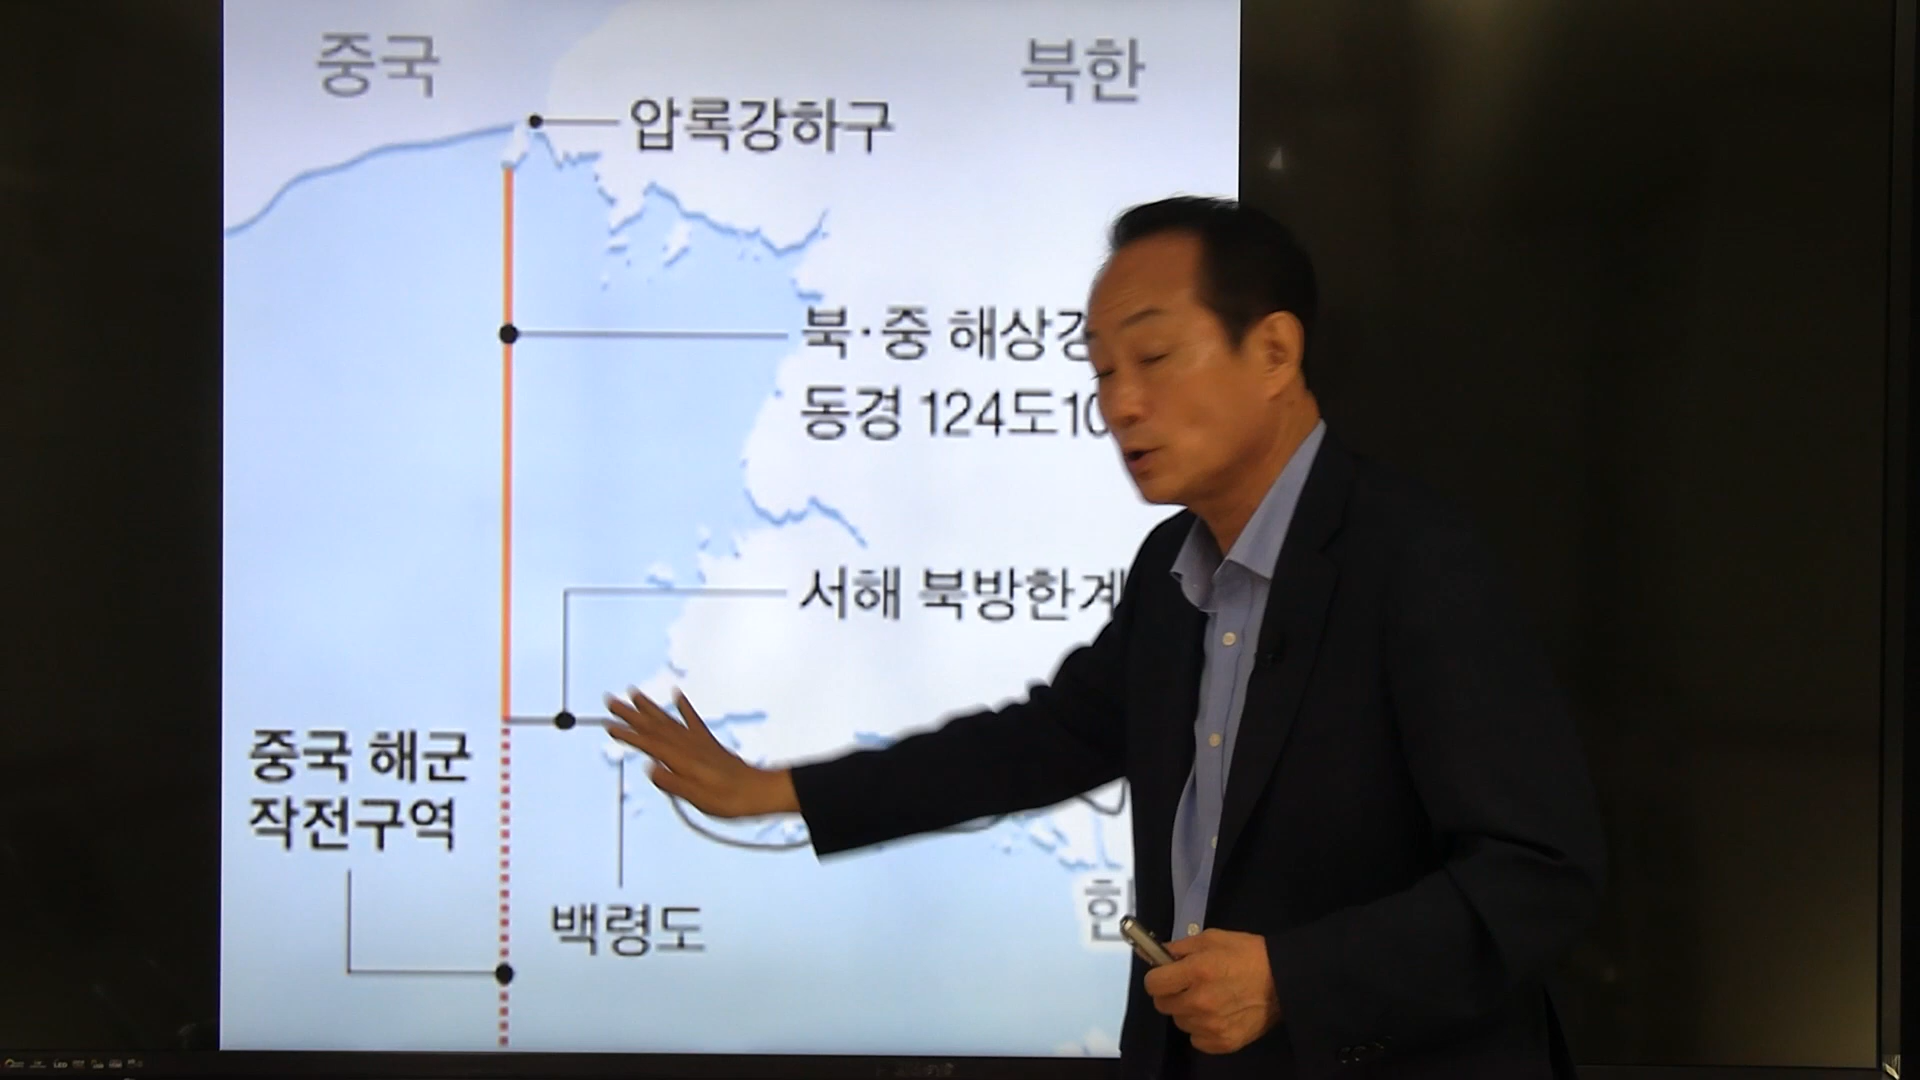 중국
북한
압록강하구
북·중 해상경
동경 124도10
서해 북방한계
중국 해군
작전구역
백령도
한
LED